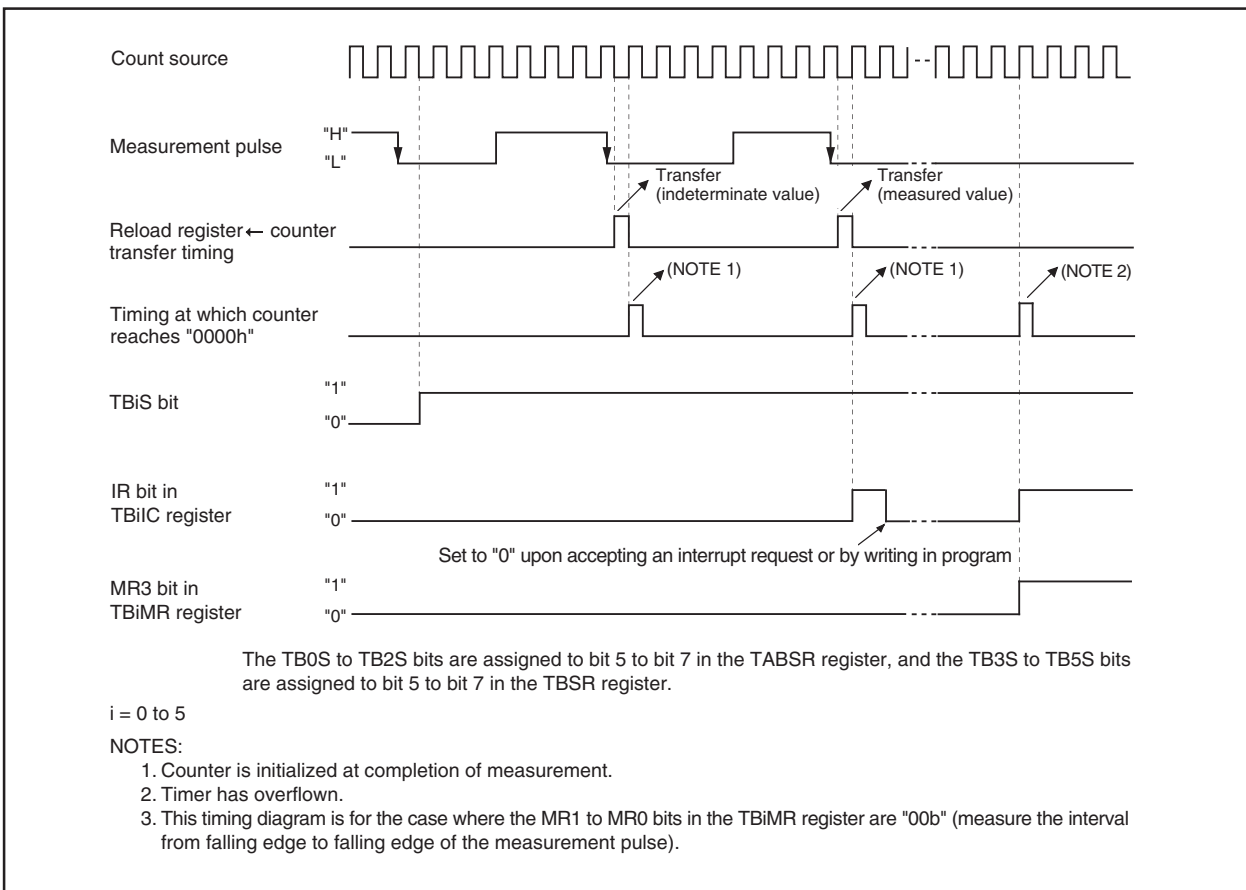 Count source
Measurement pulse
"H"
"L"
Transfer
(indeterminate value)
Transfer
(measured value)
Reload register ← counter
transfer timing
(NOTE 1)
(NOTE 1)
(NOTE 2)
Timing at which counter
reaches "0000h"
TBiS bit
"1"
"0"
IR bit in
TBiIC register
"1"
"0"
Set to "0" upon accepting an interrupt request or by writing in program
MR3 bit in
TBiMR register
"1"
"0"
The TB0S to TB2S bits are assigned to bit 5 to bit 7 in the TABSR register, and the TB3S to TB5S bits
are assigned to bit 5 to bit 7 in the TBSR register.
i = 0 to 5
NOTES:
1. Counter is initialized at completion of measurement.
2. Timer has overflown.
3. This timing diagram is for the case where the MR1 to MR0 bits in the TBiMR register are "00b" (measure the interval
from falling edge to falling edge of the measurement pulse).